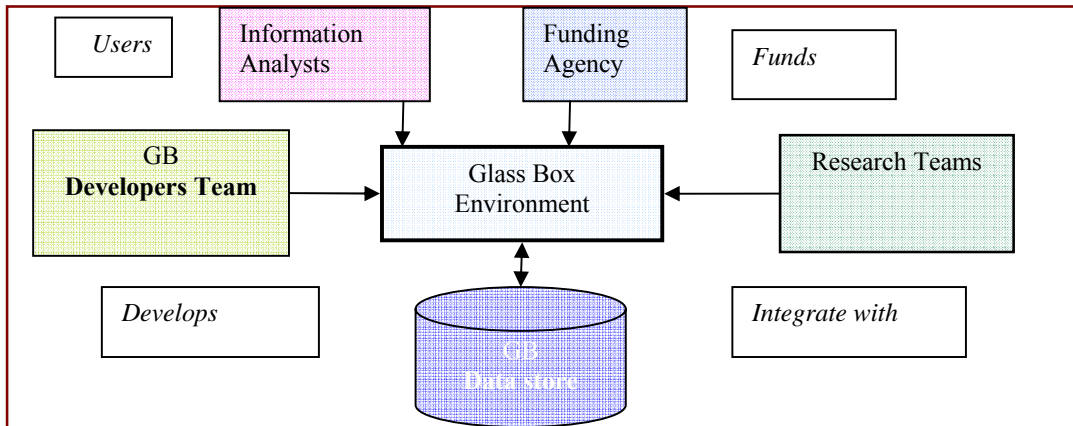 Users
Information
Analysts
Funding
Agency
Funds
GB
Developers Team
Glass Box
Environment
Research Teams
Develops
GB
Data store
Integrate with